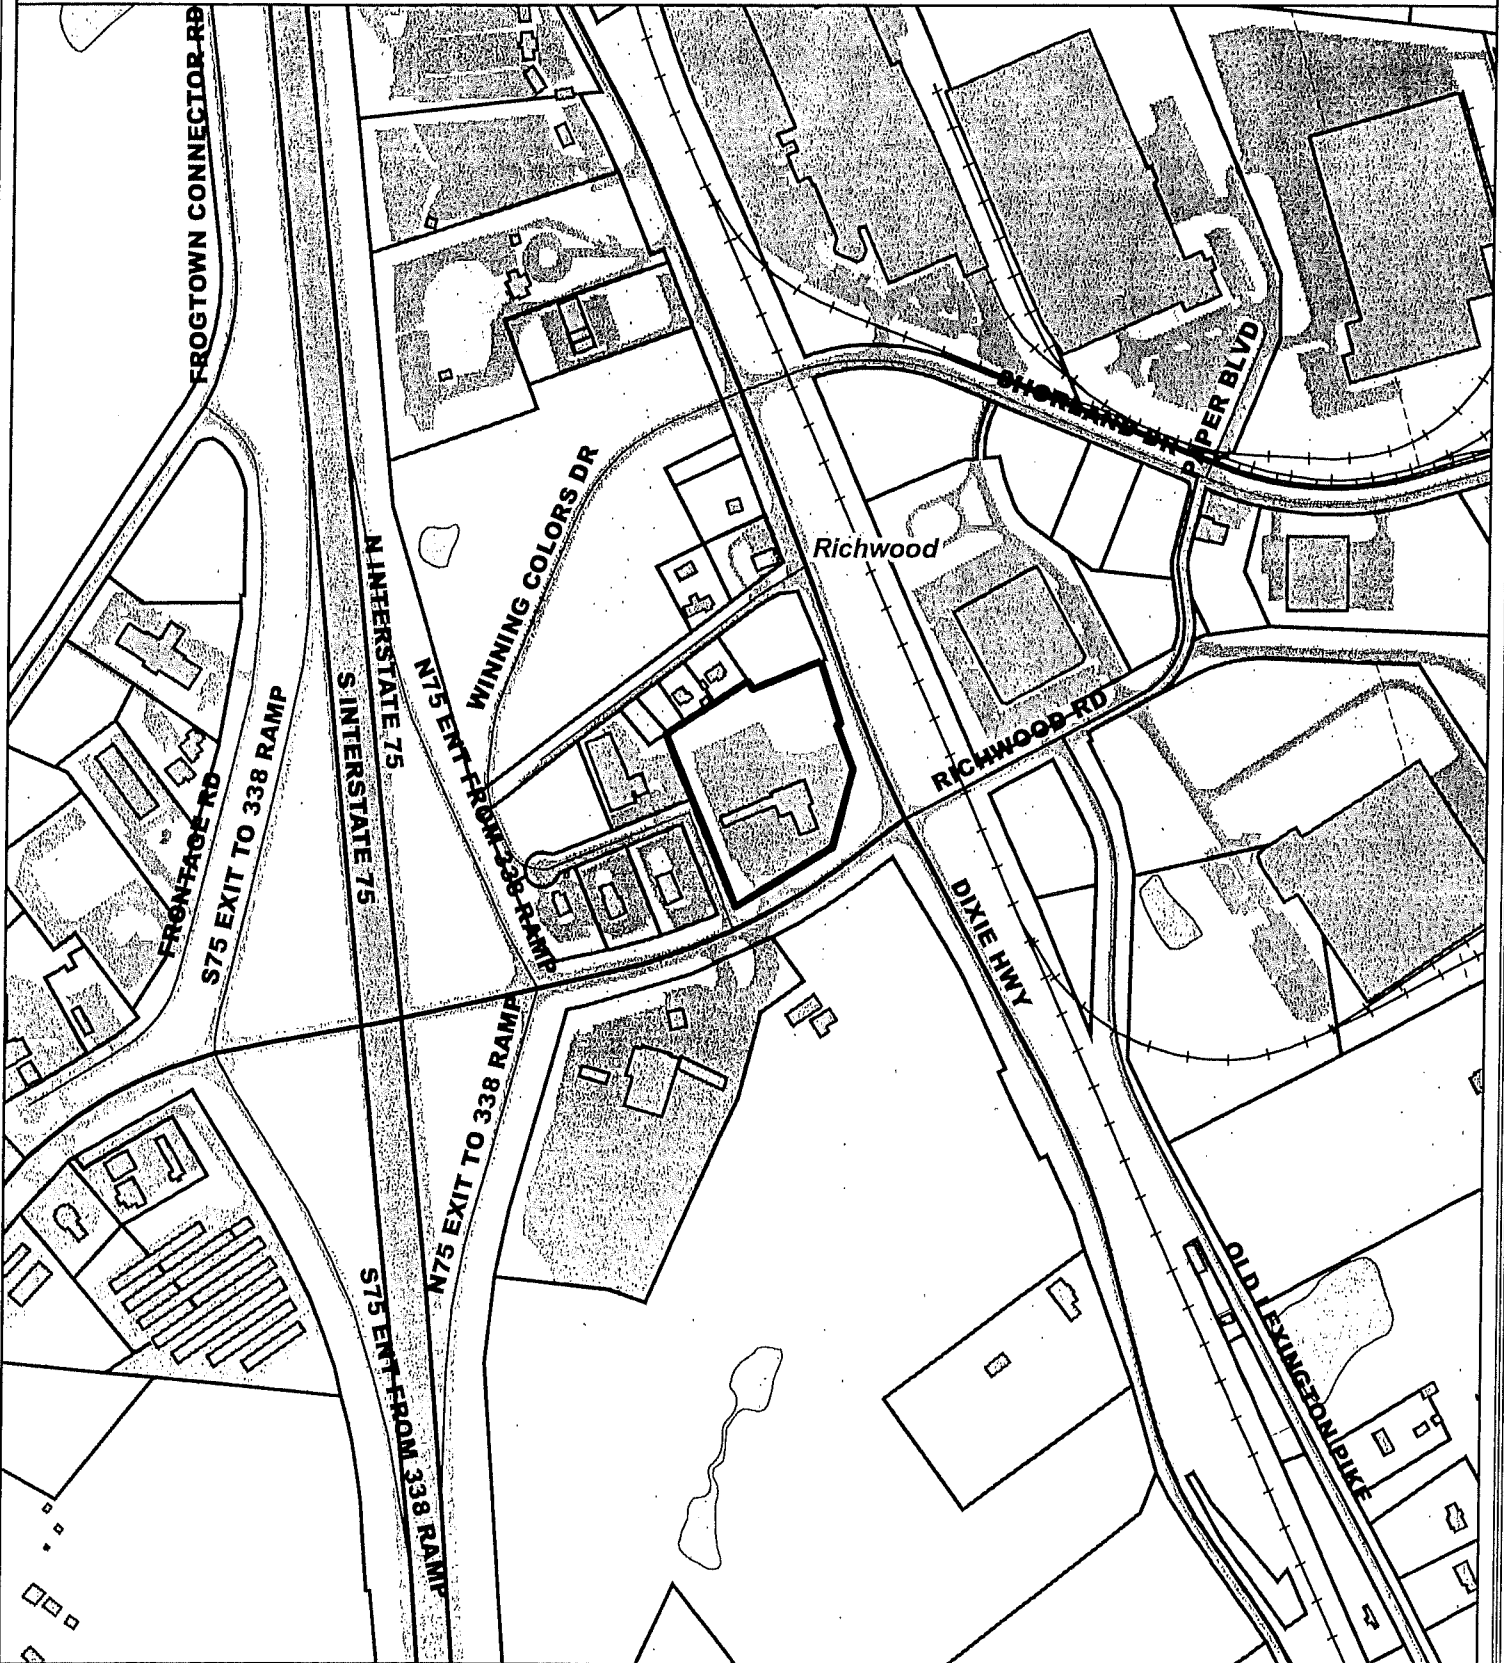 FROGTOWN CONNECTOR RD
SHORELAND DR
PIPER BLVD
WINNING COLORS DR
Richwood
N INTERSTATE 75
S INTERSTATE 75
N75 ENT FROM 338 RAMP
S75 EXIT TO 338 RAMP
FRONTAGE RD
RICHWOOD RD
DIXIE HWY
N75 EXIT TO 338 RAMP
S75 ENT FROM 338 RAMP
OLD LEXINGTON PIKE